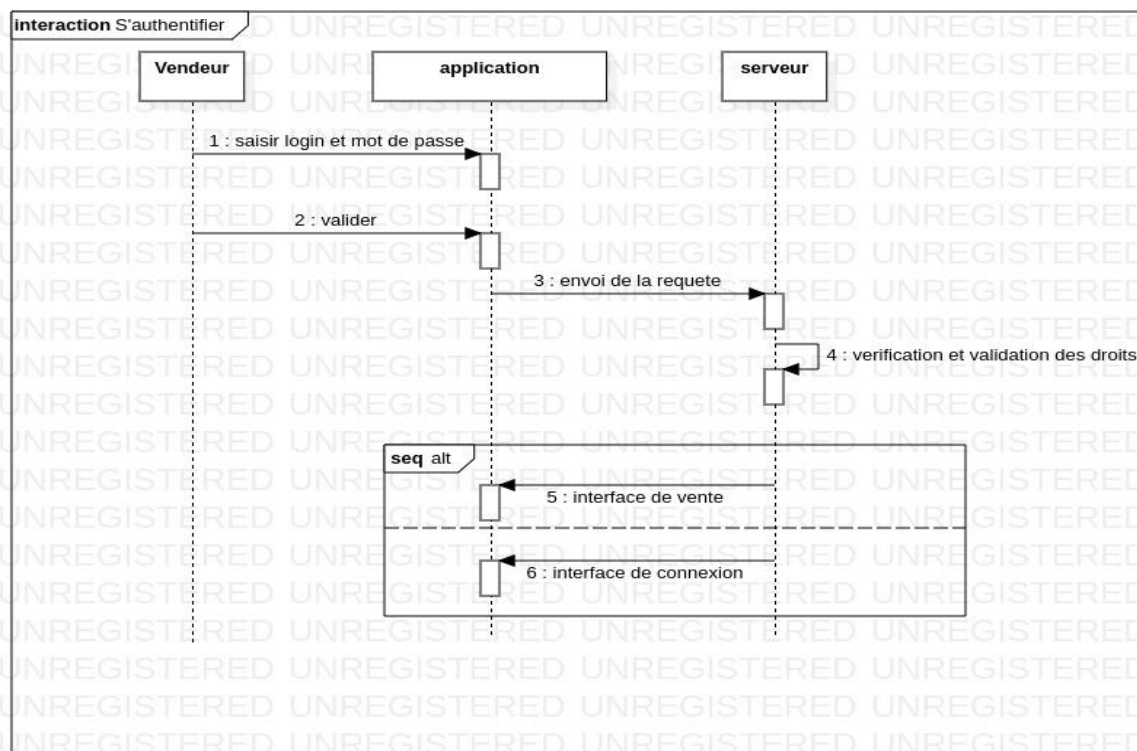 interaction S'authentifier
Vendeur
application
serveur
1 : saisir login et mot de passe
2 : valider
3 : envoi de la requete
4 : verification et validation des droits
seq alt
5 : interface de vente
6 : interface de connexion
UNREGISTERED